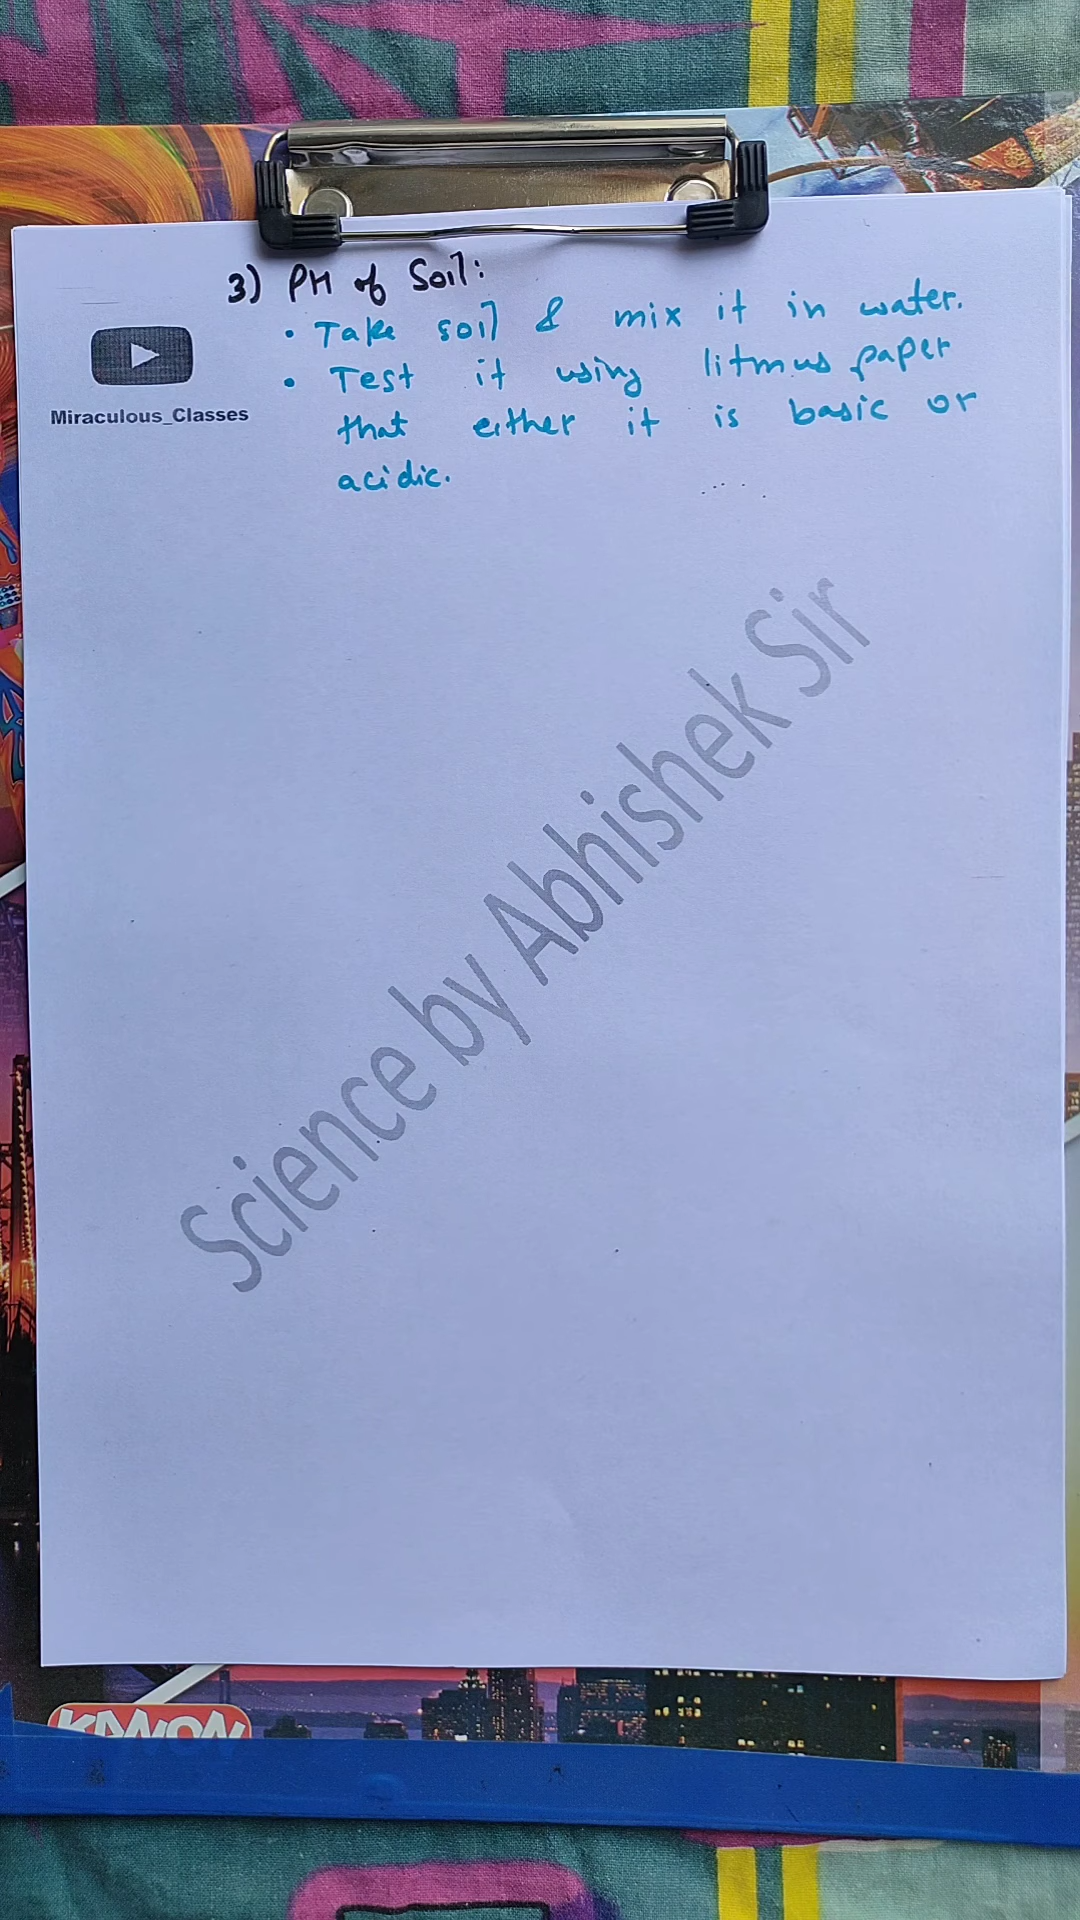 3) PH of Soil:
• Take soil & mix it in water.
• Test it using litmus paper
that either it is basic or
acidic.
Miraculous_Classes
Science by Abhishek Sir